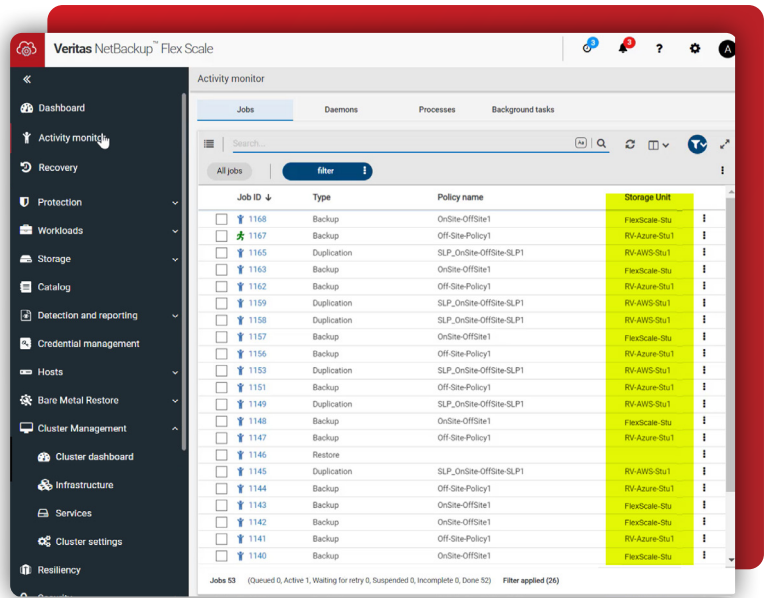 Veritas NetBackup™ Flex Scale
3
3
?
A
Activity monitor
Dashboard
Activity monitor
Recovery
Protection
Workloads
Storage
Catalog
Detection and reporting
Credential management
Hosts
Bare Metal Restore
Cluster Management
Cluster dashboard
Infrastructure
Services
Cluster settings
Resiliency
Jobs Daemons Processes Background tasks
Search...
Aa
All jobs filter
Job ID ↓ Type Policy name Storage Unit
1168 Backup OnSite-OffSite1 FlexScale-Stu
1167 Backup Off-Site-Policy1 RV-Azure-Stu1
1165 Duplication SLP_OnSite-OffSite-SLP1 RV-AWS-Stu1
1163 Backup OnSite-OffSite1 FlexScale-Stu
1162 Backup Off-Site-Policy1 RV-Azure-Stu1
1159 Duplication SLP_OnSite-OffSite-SLP1 RV-AWS-Stu1
1158 Duplication SLP_OnSite-OffSite-SLP1 RV-AWS-Stu1
1157 Backup OnSite-OffSite1 FlexScale-Stu
1156 Backup Off-Site-Policy1 RV-Azure-Stu1
1153 Duplication SLP_OnSite-OffSite-SLP1 RV-AWS-Stu1
1151 Backup Off-Site-Policy1 RV-Azure-Stu1
1149 Duplication SLP_OnSite-OffSite-SLP1 RV-AWS-Stu1
1148 Backup OnSite-OffSite1 FlexScale-Stu
1147 Backup Off-Site-Policy1 RV-Azure-Stu1
1146 Restore
1145 Duplication SLP_OnSite-OffSite-SLP1 RV-AWS-Stu1
1144 Backup Off-Site-Policy1 RV-Azure-Stu1
1143 Backup OnSite-OffSite1 FlexScale-Stu
1142 Backup OnSite-OffSite1 FlexScale-Stu
1141 Backup Off-Site-Policy1 RV-Azure-Stu1
1140 Backup OnSite-OffSite1 FlexScale-Stu
Jobs 53 (Queued 0, Active 1, Waiting for retry 0, Suspended 0, Incomplete 0, Done 52) Filter applied (26)